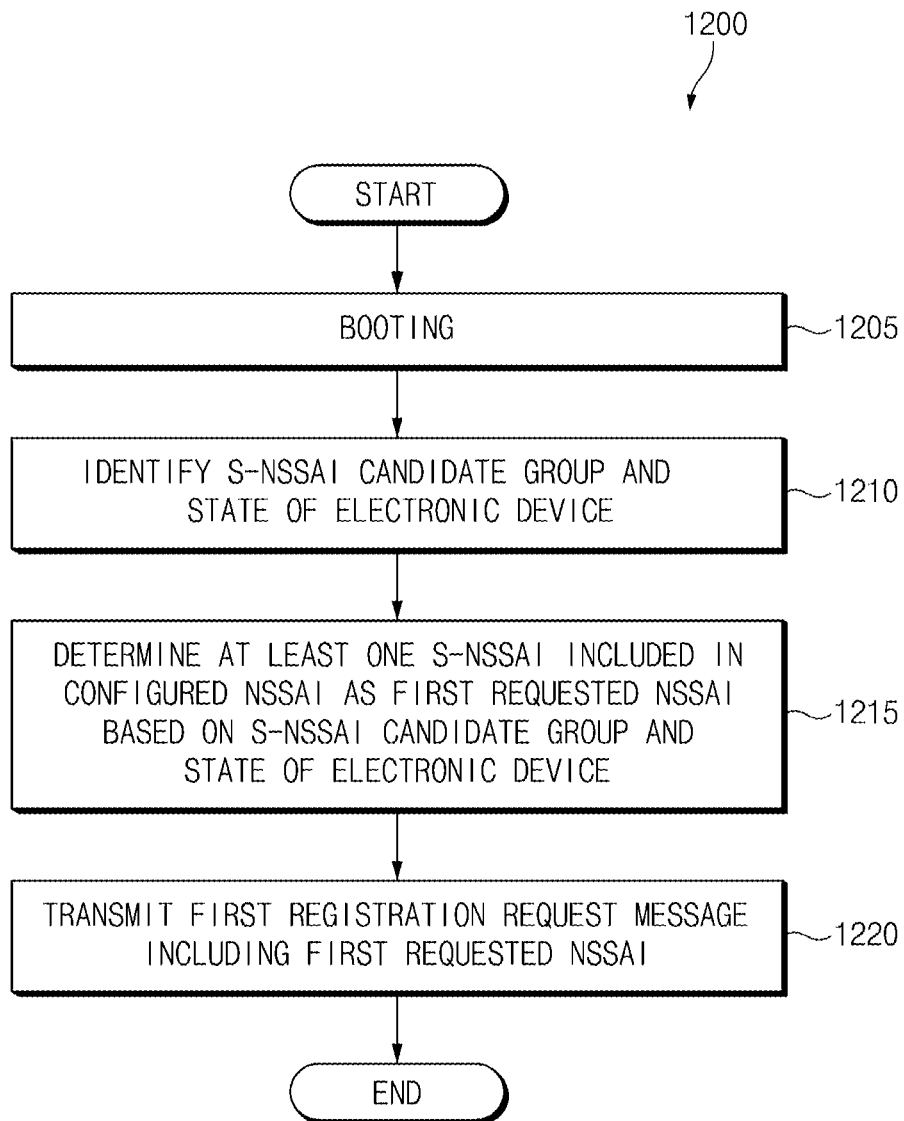 1200
START
BOOTING
1205
IDENTIFY S-NSSAI CANDIDATE GROUP AND
STATE OF ELECTRONIC DEVICE
1210
DETERMINE AT LEAST ONE S-NSSAI INCLUDED IN
CONFIGURED NSSAI AS FIRST REQUESTED NSSAI
BASED ON S-NSSAI CANDIDATE GROUP AND
STATE OF ELECTRONIC DEVICE
1215
TRANSMIT FIRST REGISTRATION REQUEST MESSAGE
INCLUDING FIRST REQUESTED NSSAI
1220
END